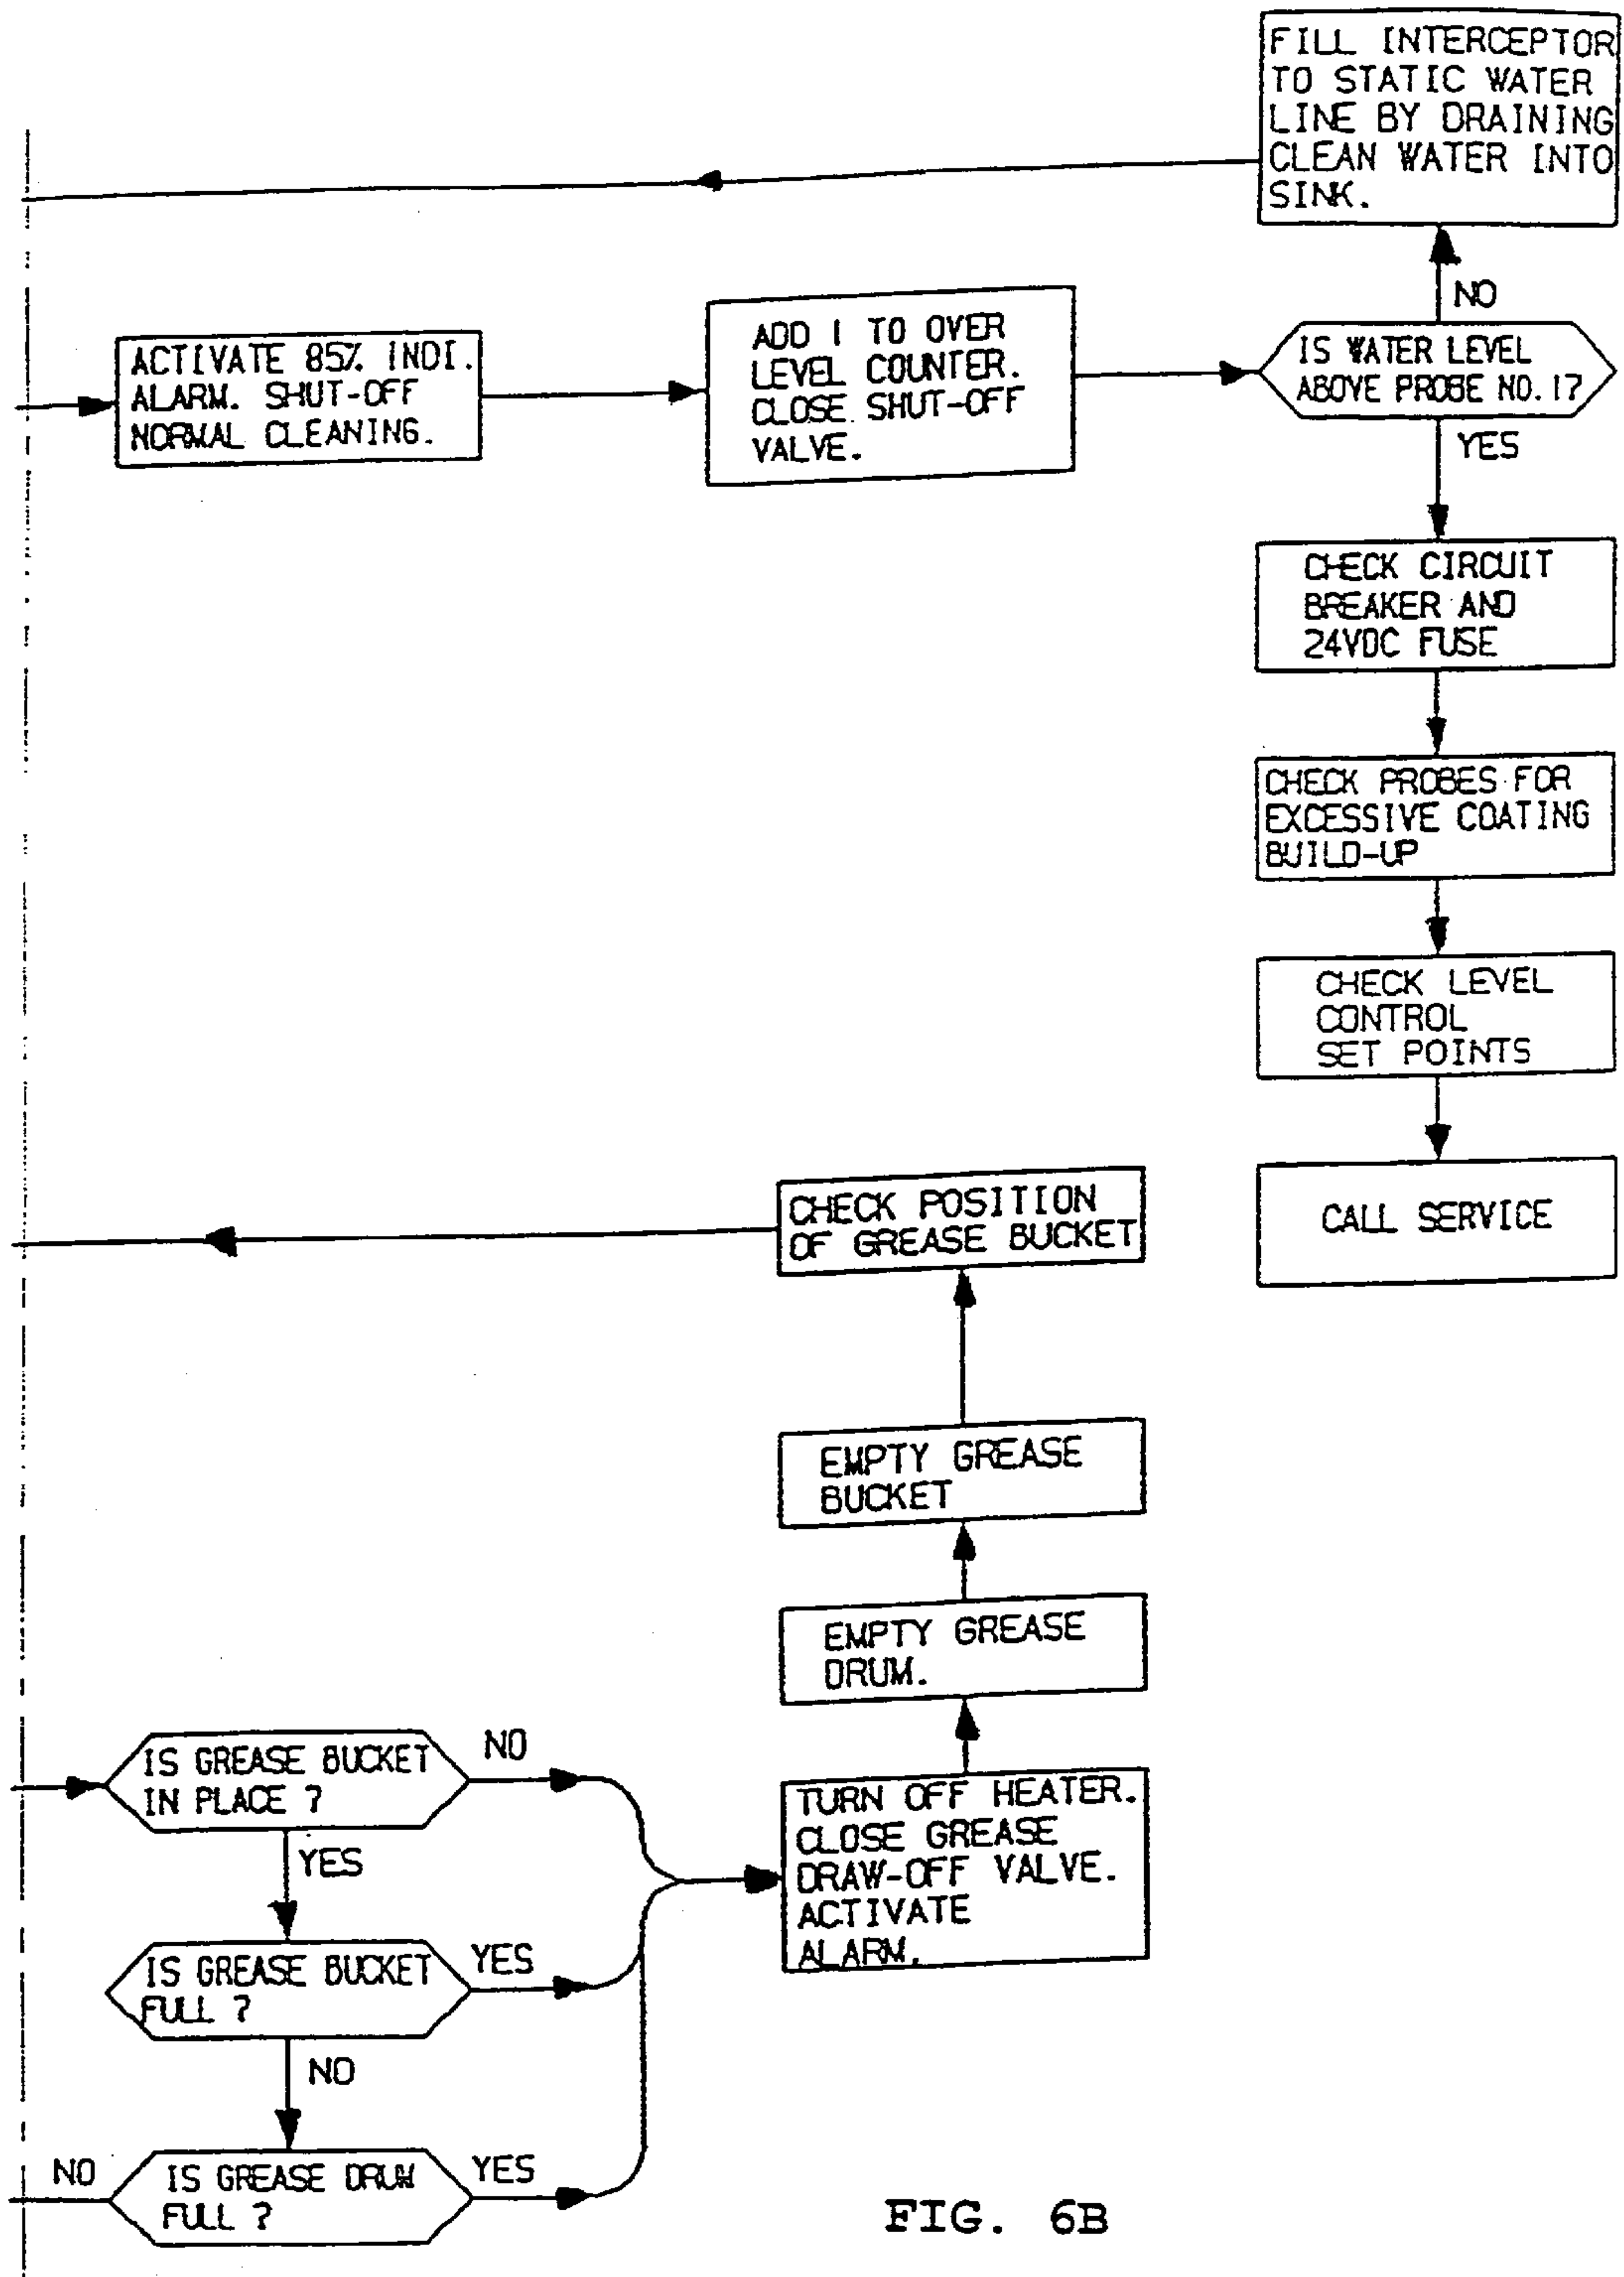 FILL INTERCEPTOR
TO STATIC WATER
LINE BY DRAINING
CLEAN WATER INTO
SINK.
NO
ACTIVATE 85% INDI.
ALARM. SHUT-OFF
NORMAL CLEANING.
ADD 1 TO OVER
LEVEL COUNTER.
CLOSE SHUT-OFF
VALVE.
IS WATER LEVEL
ABOVE PROBE NO. 1?
YES
CHECK CIRCUIT
BREAKER AND
24VDC FUSE
CHECK PROBES FOR
EXCESSIVE COATING
BUILD-UP
CHECK LEVEL
CONTROL
SET POINTS
CALL SERVICE
CHECK POSITION
OF GREASE BUCKET
EMPTY GREASE
BUCKET
EMPTY GREASE
DRUM.
IS GREASE BUCKET
IN PLACE ?
NO
YES
TURN OFF HEATER.
CLOSE GREASE
DRAW-OFF VALVE.
ACTIVATE
ALARM.
IS GREASE BUCKET
FULL ?
YES
NO
NO
IS GREASE DRUM
FULL ?
YES
FIG. 6B